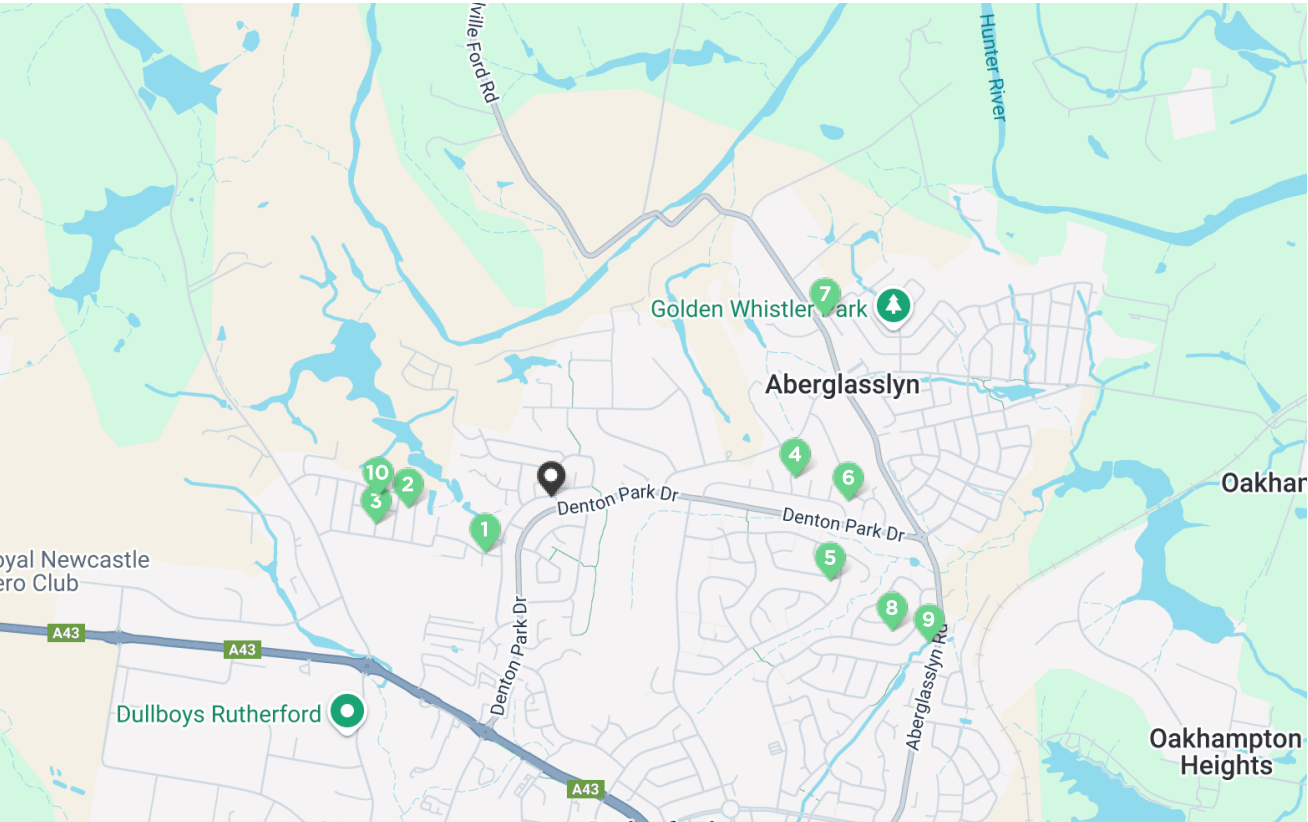 lville Ford Rd
Hunter River
7
Golden Whistler Park
Aberglasslyn
4
10
2
6
3
Oakhar
Denton Park Dr
1
Denton Park Dr
5
oyal Newcastle
ero Club
8
9
A43
A43
Denton Park Dr
Aberglasslyn Rd
Dullboys Rutherford
Oakhampton
Heights
A43